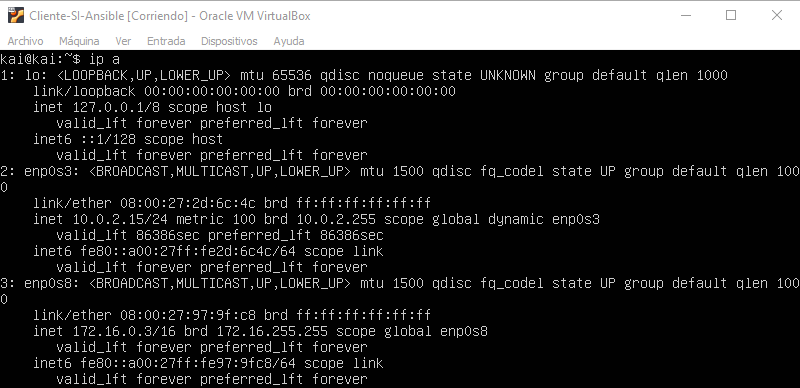 Cliente-SI-Ansible [Corriendo] - Oracle VM VirtualBox
Archivo Máquina Ver Entrada Dispositivos Ayuda
kai@kai:~$ ip a
1: lo: <LOOPBACK,UP,LOWER_UP> mtu 65536 qdisc noqueue state UNKNOWN group default qlen 1000
    link/loopback 00:00:00:00:00:00 brd 00:00:00:00:00:00
    inet 127.0.0.1/8 scope host lo
       valid_lft forever preferred_lft forever
    inet6 ::1/128 scope host
       valid_lft forever preferred_lft forever
2: enp0s3: <BROADCAST,MULTICAST,UP,LOWER_UP> mtu 1500 qdisc fq_codel state UP group default qlen 100
0
    link/ether 08:00:27:2d:6c:4c brd ff:ff:ff:ff:ff:ff
    inet 10.0.2.15/24 metric 100 brd 10.0.2.255 scope global dynamic enp0s3
       valid_lft 86386sec preferred_lft 86386sec
    inet6 fe80::a00:27ff:fe2d:6c4c/64 scope link
       valid_lft forever preferred_lft forever
3: enp0s8: <BROADCAST,MULTICAST,UP,LOWER_UP> mtu 1500 qdisc fq_codel state UP group default qlen 100
0
    link/ether 08:00:27:97:9f:c8 brd ff:ff:ff:ff:ff:ff
    inet 172.16.0.3/16 brd 172.16.255.255 scope global enp0s8
       valid_lft forever preferred_lft forever
    inet6 fe80::a00:27ff:fe97:9fc8/64 scope link
       valid_lft forever preferred_lft forever